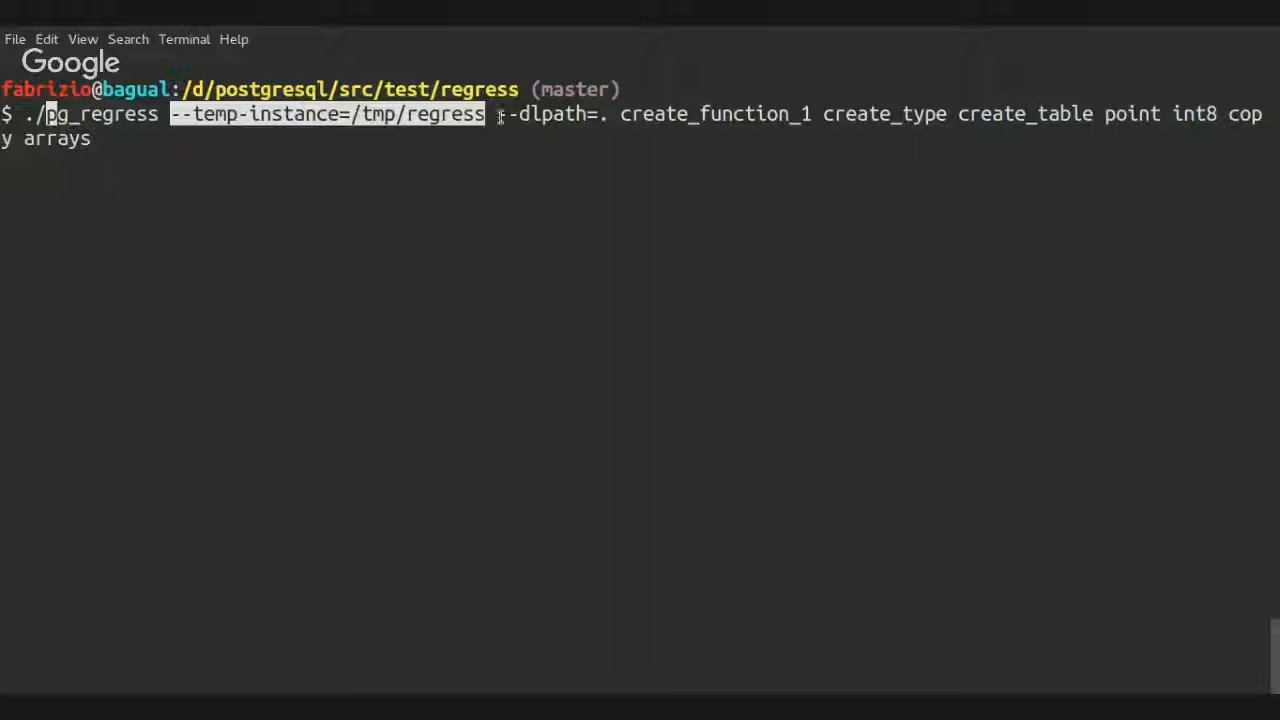 File Edit View Search Terminal Help
Google
fabrizio@bagual:/d/postgresql/src/test/regress (master)
$ ./pg_regress --temp-instance=/tmp/regress --dlpath=. create_function_1 create_type create_table point int8 cop
y arrays